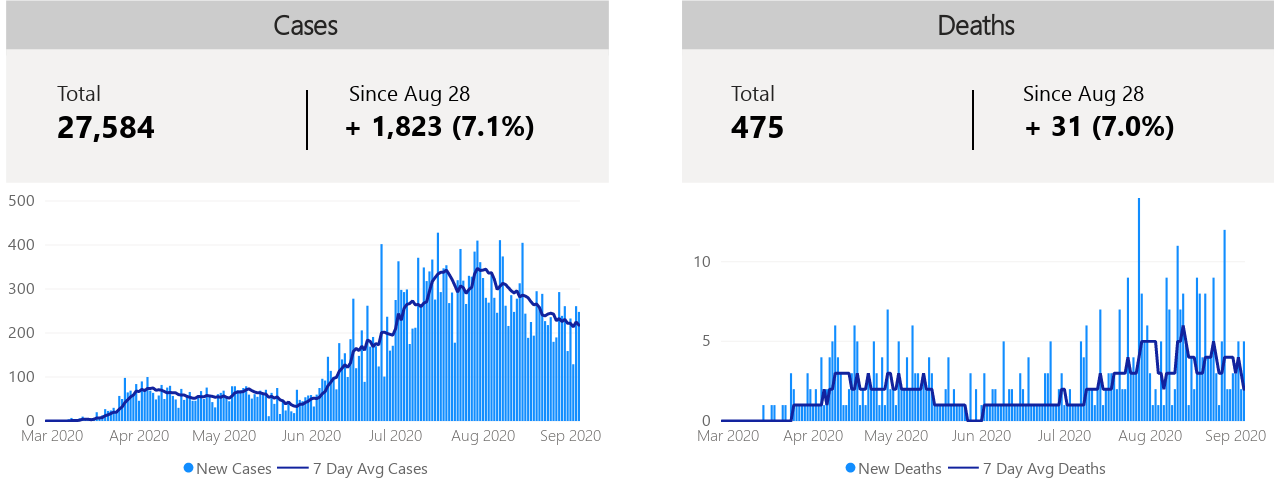 Cases
Total
27,584
Since Aug 28
+ 1,823 (7.1%)
500
400
300
200
100
0
Mar 2020 Apr 2020 May 2020 Jun 2020 Jul 2020 Aug 2020 Sep 2020
New Cases 7 Day Avg Cases
Deaths
Total
475
Since Aug 28
+ 31 (7.0%)
10
5
0
Mar 2020 Apr 2020 May 2020 Jun 2020 Jul 2020 Aug 2020 Sep 2020
New Deaths 7 Day Avg Deaths